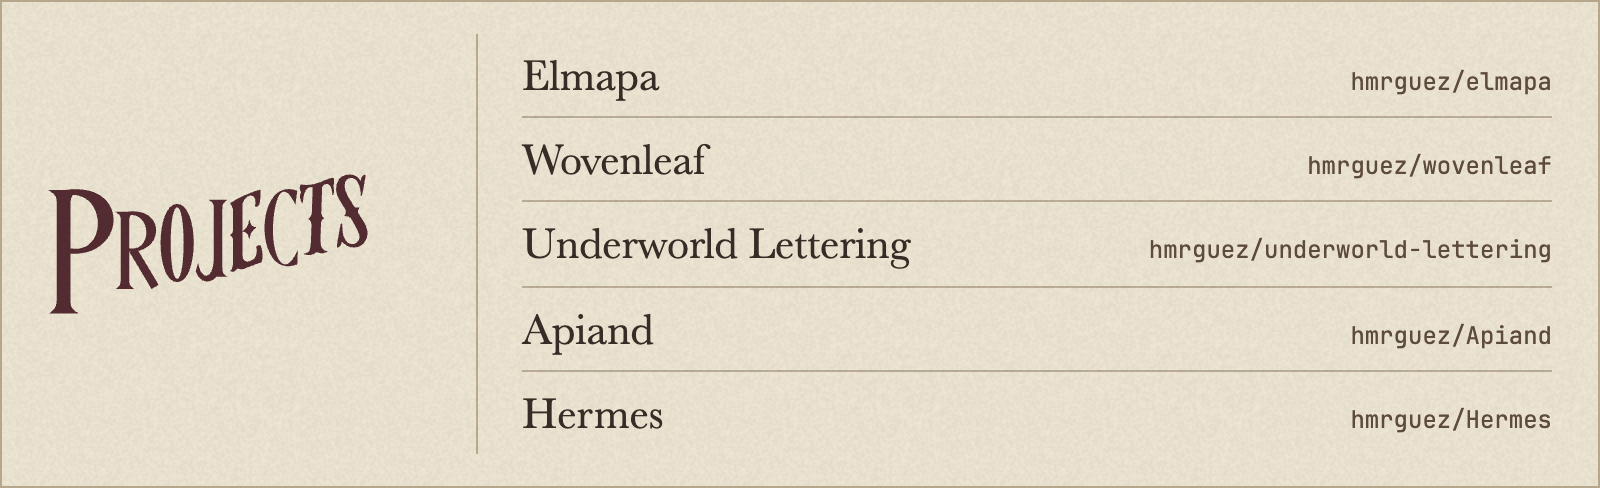 PROJECTS
Elmapa hmrguez/elmapa
Wovenleaf hmrguez/wovenleaf
Underworld Lettering hmrguez/underworld-lettering
Apiand hmrguez/Apiand
Hermes hmrguez/Hermes